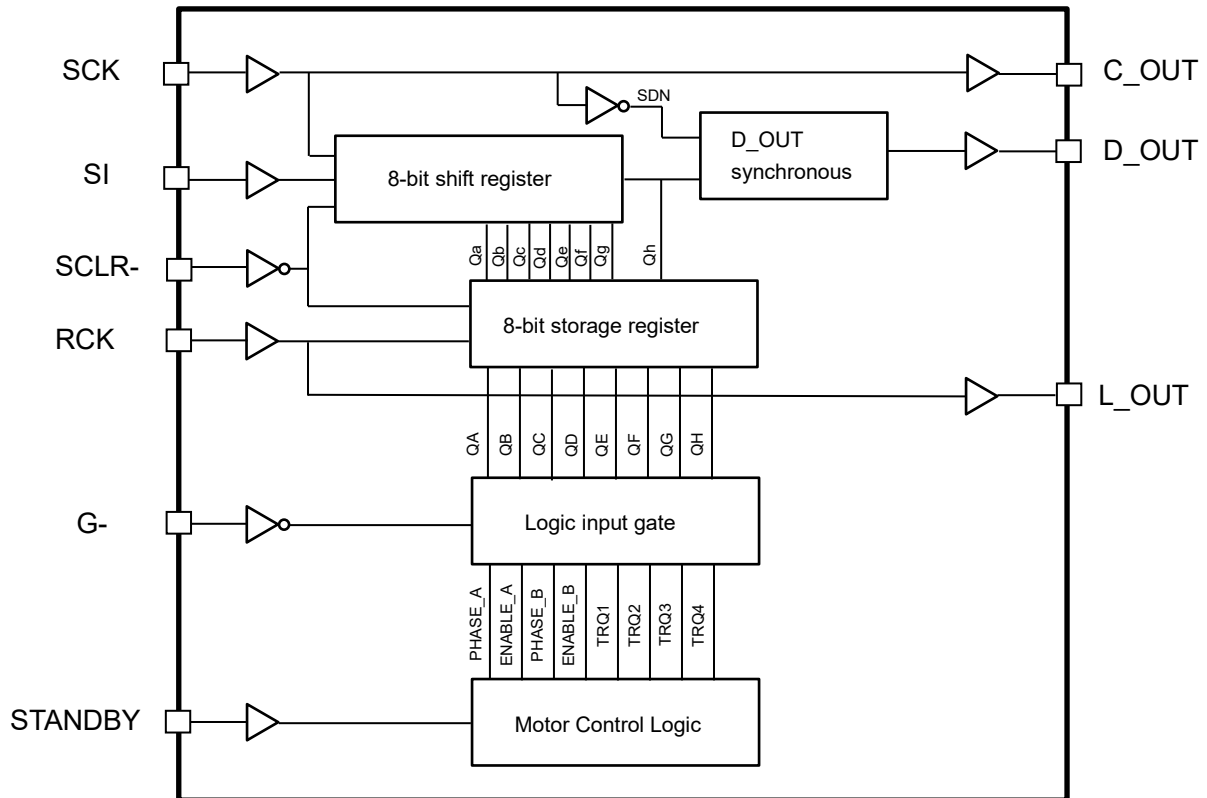 SCK
C_OUT
SDN
D_OUT
synchronous
D_OUT
SI
8-bit shift register
Qa
Qb
Qc
Qd
Qe
Qf
Qg
Qh
SCLR-
8-bit storage register
RCK
L_OUT
QA
QB
QC
QD
QE
QF
QG
QH
G-
Logic input gate
PHASE_A
ENABLE_A
PHASE_B
ENABLE_B
TRQ1
TRQ2
TRQ3
TRQ4
STANDBY
Motor Control Logic